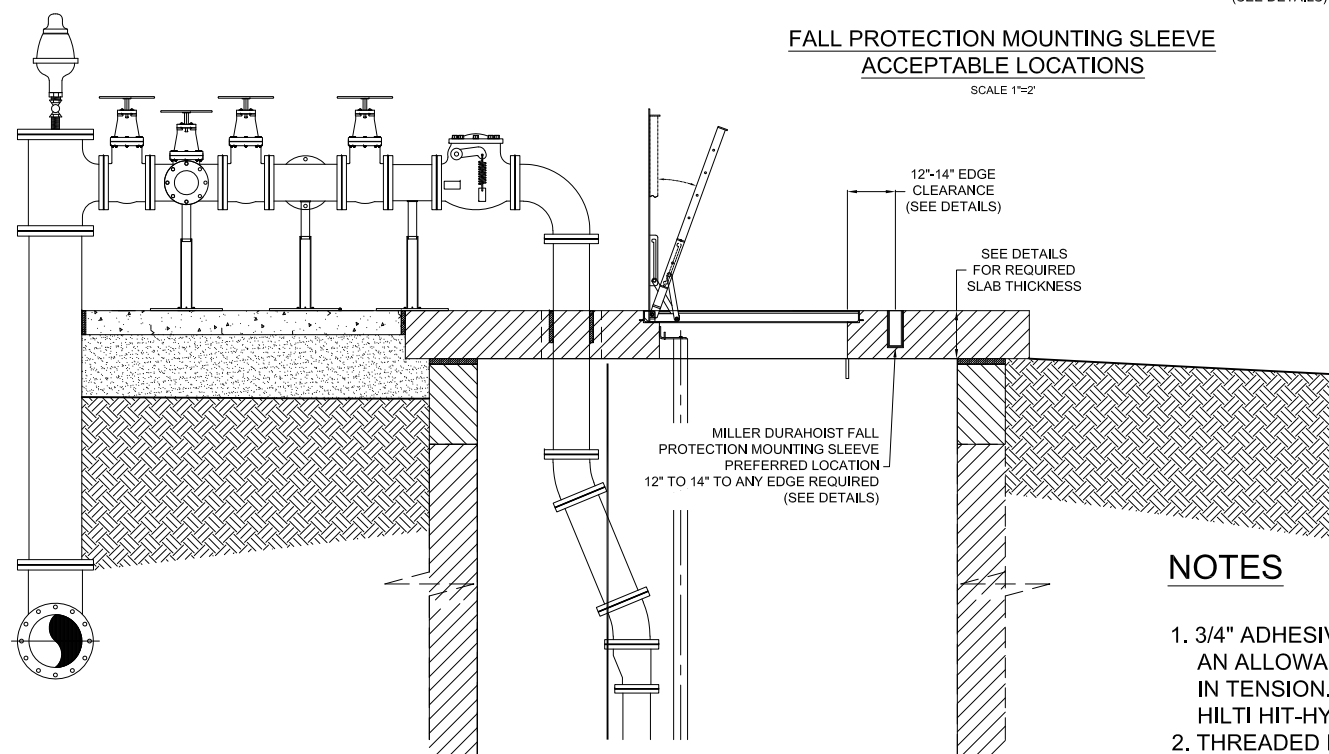 (SEE DETAILS)
FALL PROTECTION MOUNTING SLEEVE
ACCEPTABLE LOCATIONS
SCALE 1"=2'
12"-14" EDGE
CLEARANCE
(SEE DETAILS)
SEE DETAILS
FOR REQUIRED
SLAB THICKNESS
MILLER DURAHOIST FALL
PROTECTION MOUNTING SLEEVE
PREFERRED LOCATION
12" TO 14" TO ANY EDGE REQUIRED
(SEE DETAILS)
NOTES
1. 3/4" ADHESIV
AN ALLOWA
IN TENSION.
HILTI HIT-HY
2. THREADED